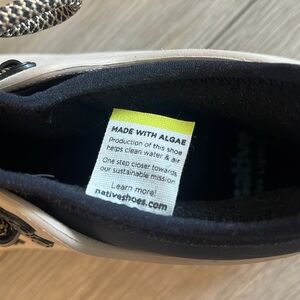 MADE WITH ALGAE
Production of this shoe
helps clean water & air
One step closer towards
our sustainable mission
Learn more!
nativeshoes.com